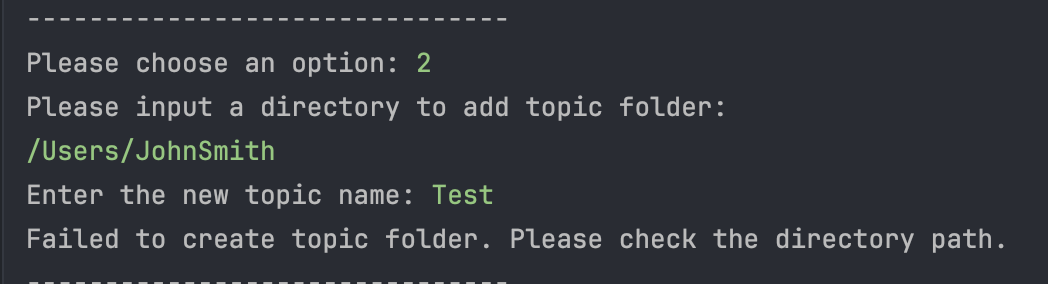 --------------------------------
Please choose an option: 2
Please input a directory to add topic folder:
/Users/JohnSmith
Enter the new topic name: Test
Failed to create topic folder. Please check the directory path.
--------------------------------